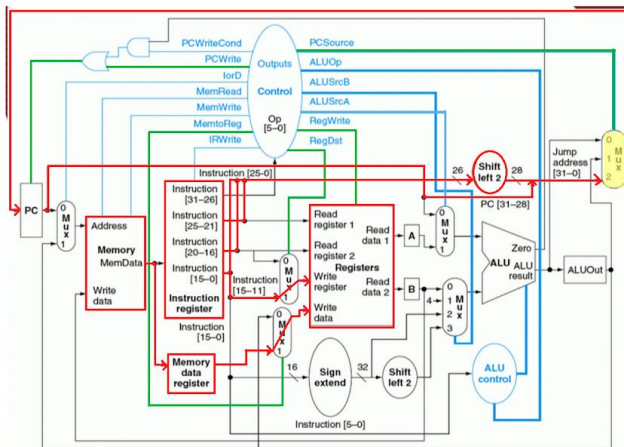 PCWriteCond
PCWrite
IorD
MemRead
MemWrite
MemtoReg
IRWrite
Outputs
Control
Op
[5–0]
PCSource
ALUOp
ALUSrcB
ALUSrcA
RegWrite
RegDst
Instruction [25-0]
26
Shift
left 2
28
Jump
address
[31–0]
PC [31–28]
0
1
2
Mux
PC
0
Mux
1
Address
Memory
MemData
Write
data
Instruction
[31–26]
Instruction
[25–21]
Instruction
[20–16]
Instruction
[15–0]
Instruction
register
Instruction
[15–0]
Memory
data
register
Instruction
[15–11]
0
Mux
1
0
Mux
1
Read
register 1
Read
register 2
Write
register
Write
data
Registers
Read
data 1
Read
data 2
A
B
4
0
Mux
1
0
1
Mux
2
3
Zero
ALU
ALU
result
ALUOut
16
Sign
extend
32
Shift
left 2
ALU
control
Instruction [5–0]